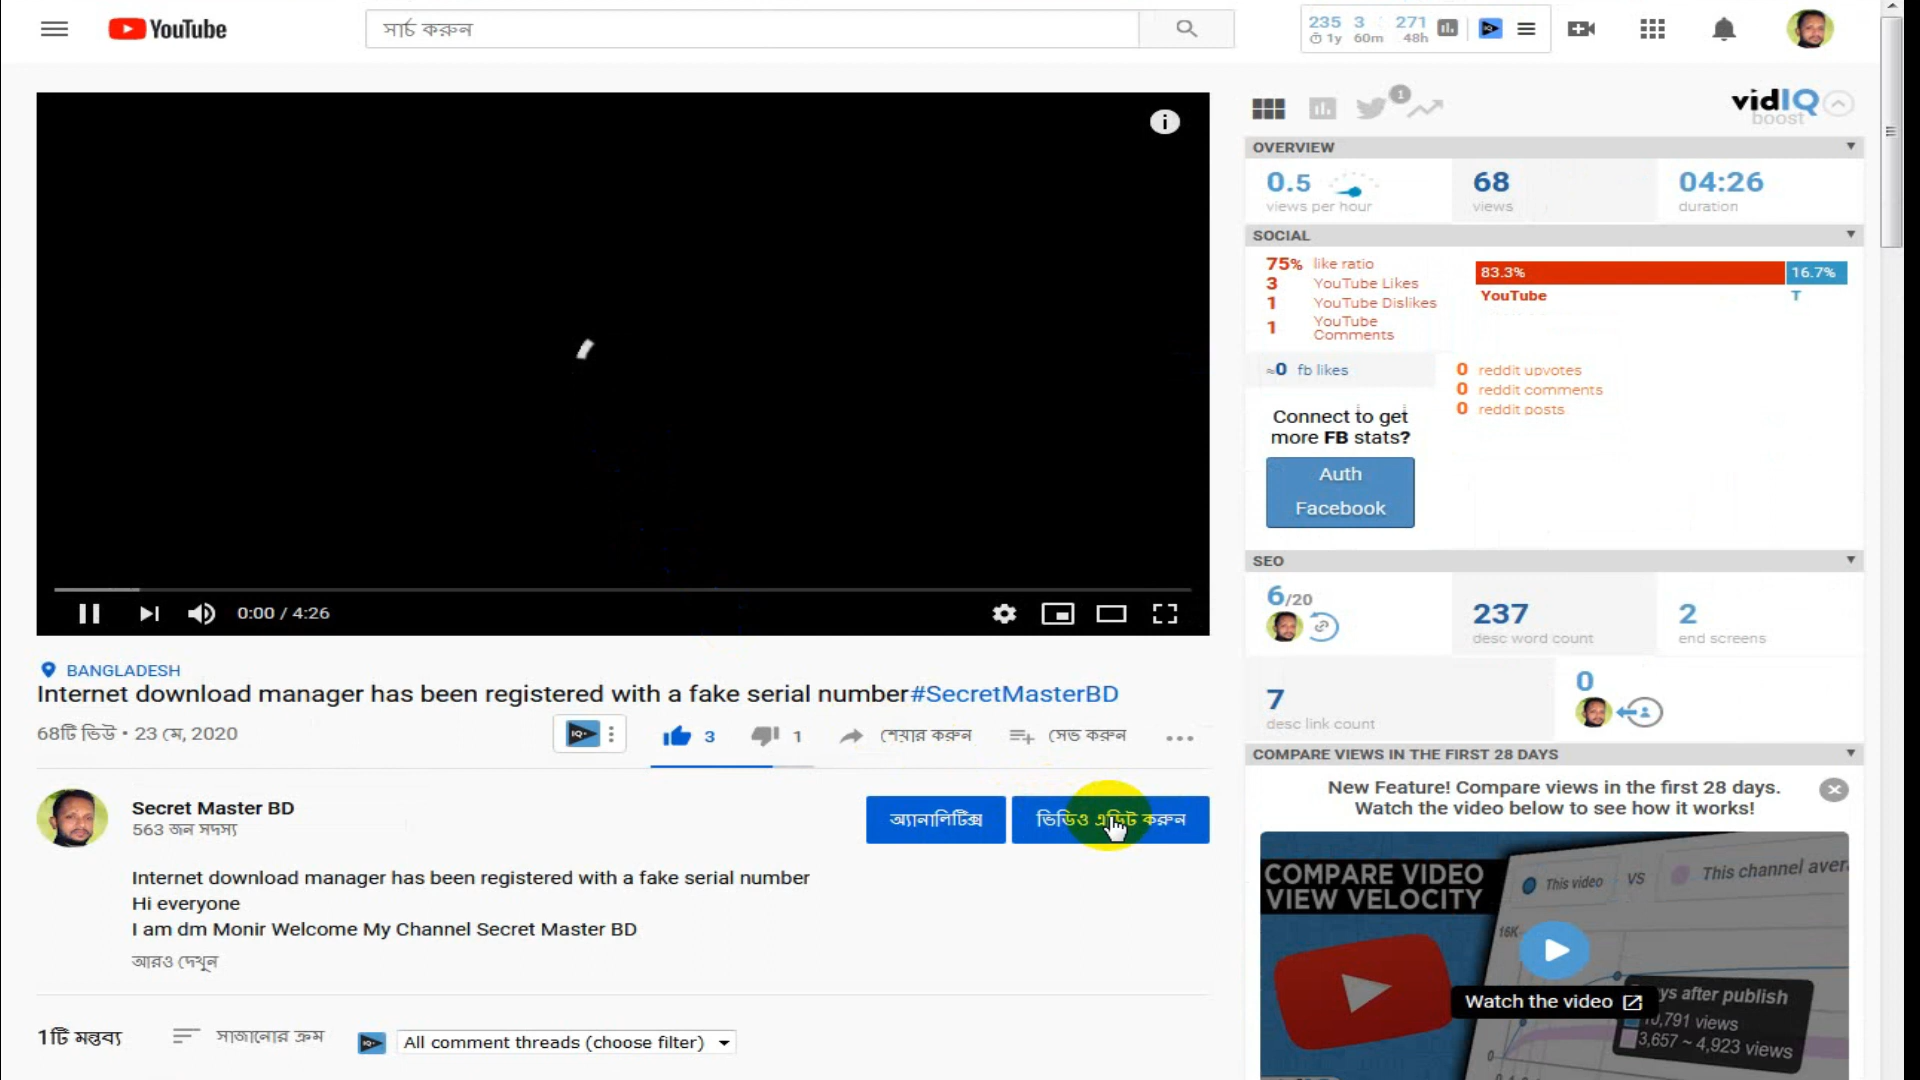 YouTube
সার্চ করুন
235 3 271
1y 60m 48h
i
0:00 / 4:26
BANGLADESH
Internet download manager has been registered with a fake serial number#SecretMasterBD
68টি ভিউ • 23 মে, 2020
IQ
3
1
শেয়ার করুন
সেভ করুন
Secret Master BD
563 জন সদস্য
অ্যানালিটিক্স
ভিডিও এডিট করুন
Internet download manager has been registered with a fake serial number
Hi everyone
I am dm Monir Welcome My Channel Secret Master BD
আরও দেখুন
1টি মন্তব্য
সাজানোর ক্রম
All comment threads (choose filter)
1
vidIQ
boost
OVERVIEW
0.5
views per hour
68
views
04:26
duration
SOCIAL
75% like ratio
3 YouTube Likes
1 YouTube Dislikes
1 YouTube
Comments
83.3%
16.7%
YouTube
T
≈0 fb likes
0 reddit upvotes
0 reddit comments
0 reddit posts
Connect to get
more FB stats?
Auth
Facebook
SEO
6/20
237
desc word count
2
end screens
7
desc link count
0
COMPARE VIEWS IN THE FIRST 28 DAYS
New Feature! Compare views in the first 28 days.
Watch the video below to see how it works!
COMPARE VIDEO
VIEW VELOCITY
This video
VS
This channel aver
16K
Watch the video
ys after publish
10,791 views
3,657 ~ 4,923 views
0